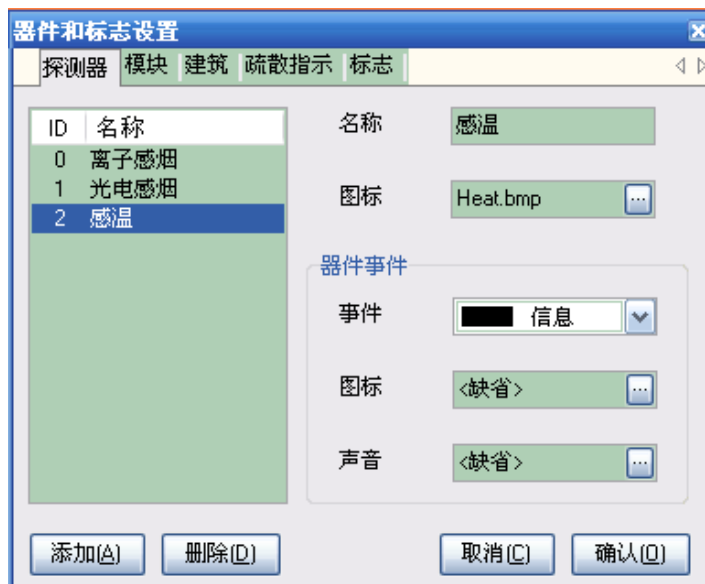 器件和标志设置
探测器 模块 建筑 疏散指示 标志
ID 名称
0 离子感烟
1 光电感烟
2 感温
名称 感温
图标 Heat.bmp ...
器件事件
事件 信息
图标 <缺省> ...
声音 <缺省> ...
添加(A) 删除(D) 取消(C) 确认(O)